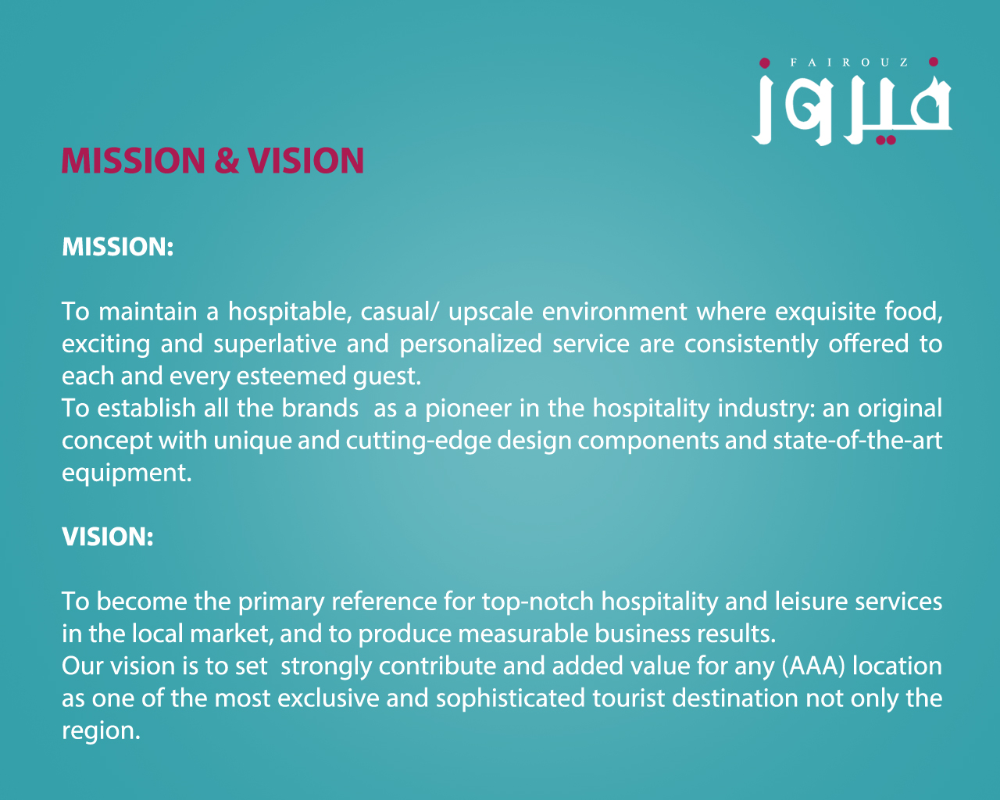 FAIROUZ
فيروز
MISSION & VISION
MISSION:
To maintain a hospitable, casual/ upscale environment where exquisite food,
exciting and superlative and personalized service are consistently offered to
each and every esteemed guest.
To establish all the brands  as a pioneer in the hospitality industry: an original
concept with unique and cutting-edge design components and state-of-the-art
equipment.
VISION:
To become the primary reference for top-notch hospitality and leisure services
in the local market, and to produce measurable business results.
Our vision is to set  strongly contribute and added value for any (AAA) location
as one of the most exclusive and sophisticated tourist destination not only the
region.